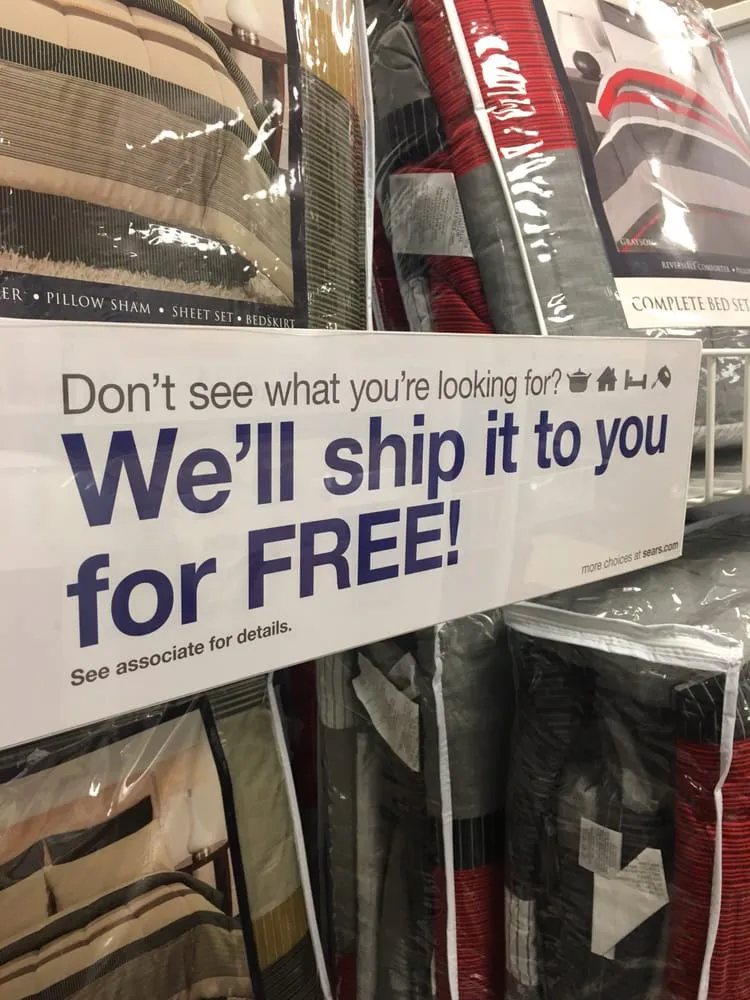 PILLOW SHAM • SHEET SET • BEDSKIRT
GRAYSON
REVERSIBLE COMFORTER •
COMPLETE BED SET
Don't see what you're looking for?
We'll ship it to you
for FREE!
more choices at sears.com
See associate for details.